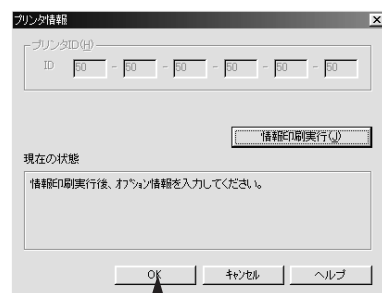 プリンタ情報
プリンタID(H)
ID 50 - 50 - 50 - 50 - 50 - 50
情報印刷実行(J)
現在の状態
情報印刷実行後、オプション情報を入力してください。
OK キャンセル ヘルプ